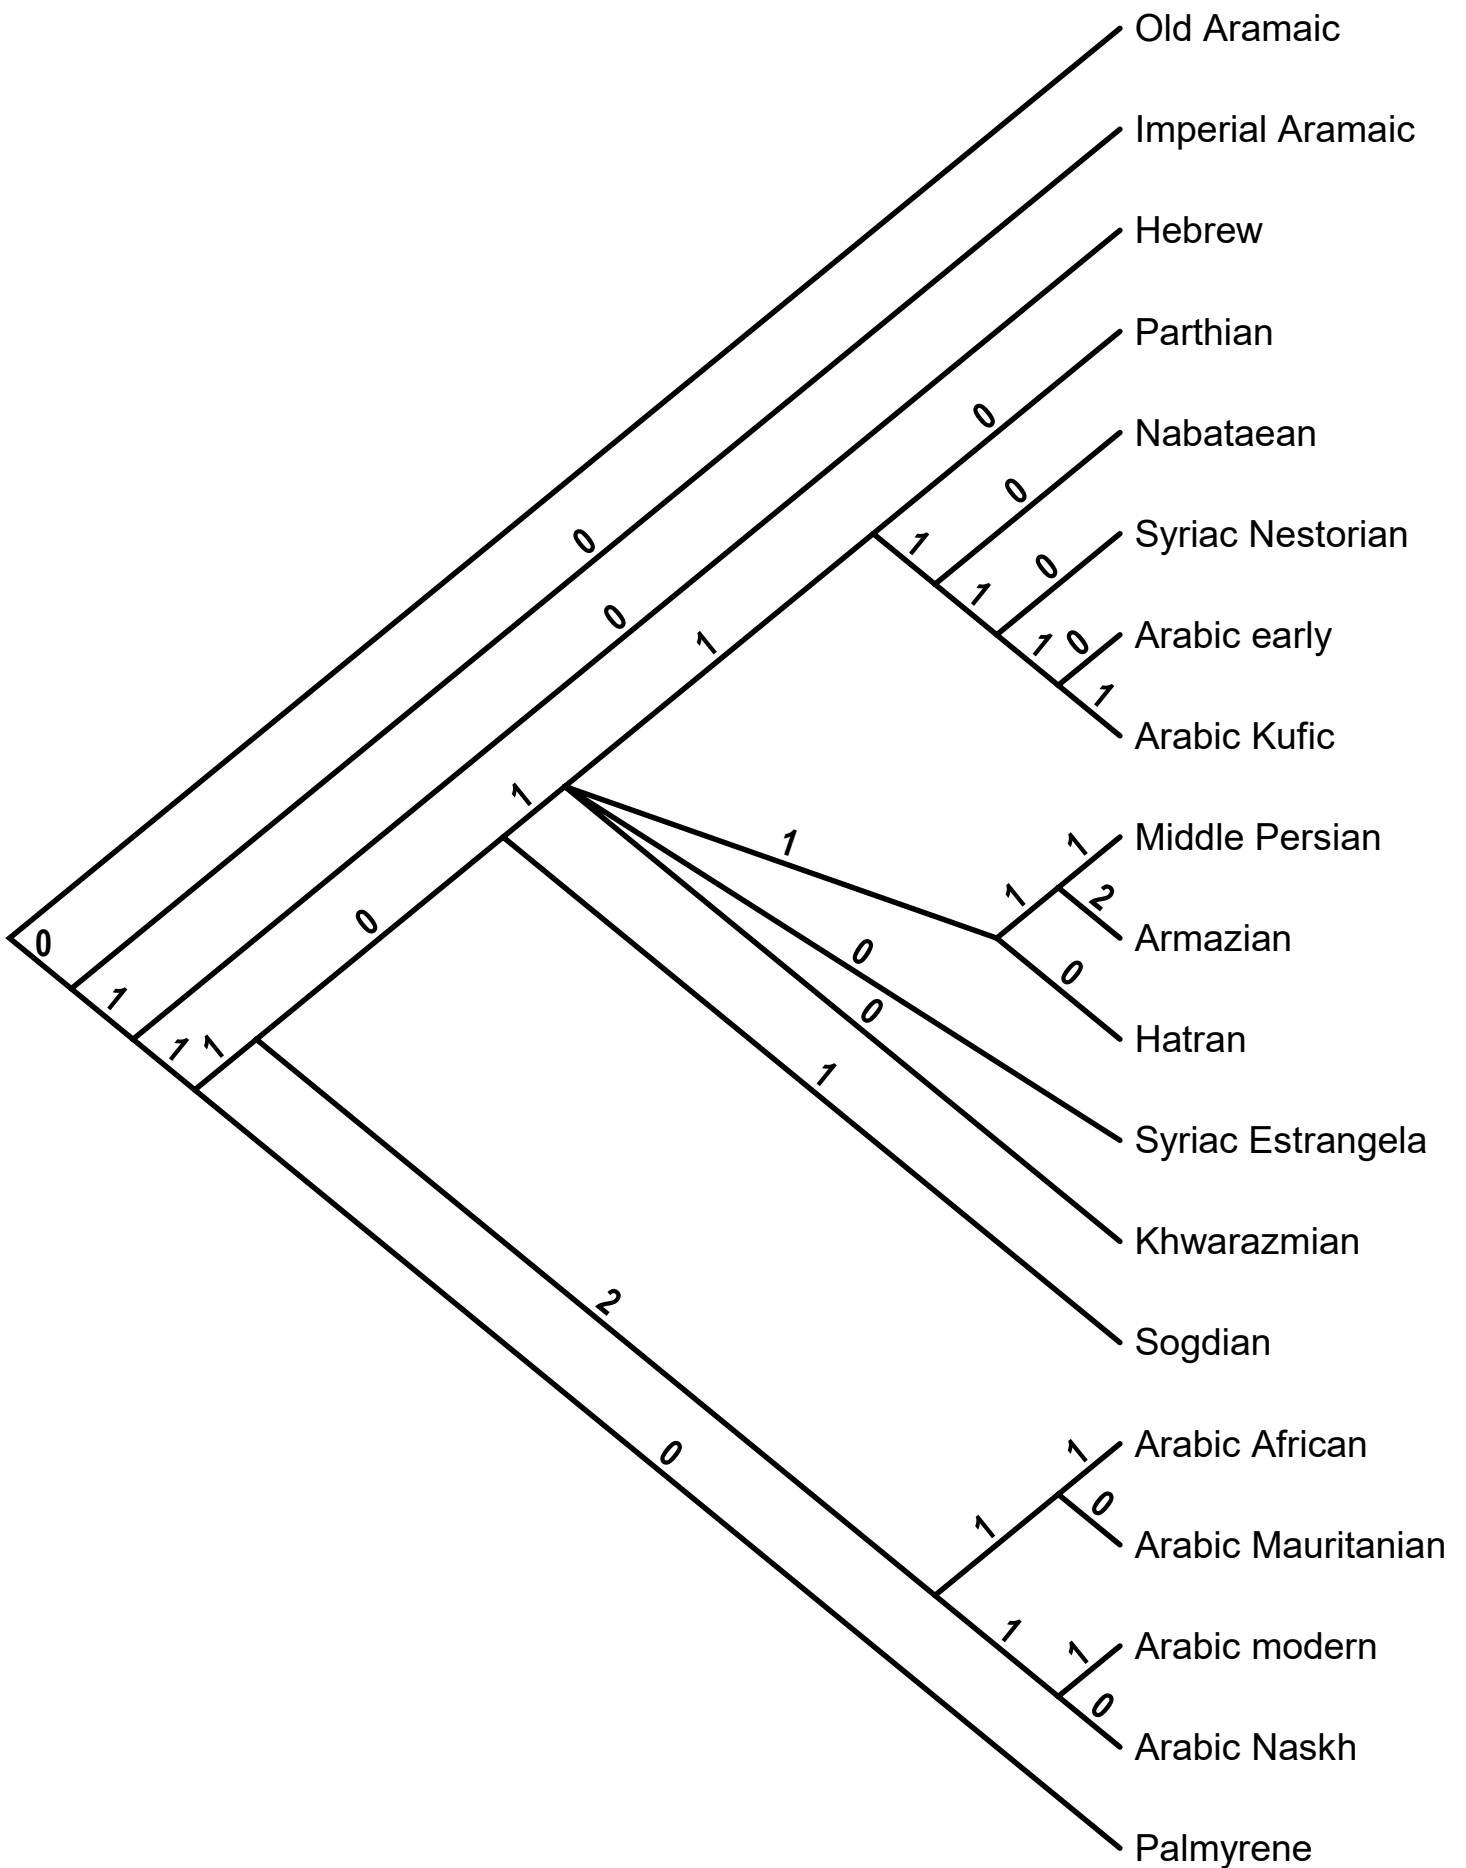 Old Aramaic
Imperial Aramaic
Hebrew
Parthian
0
Nabataean
0
Syriac Nestorian
0
1
0
Arabic early
1
0
0
1
1
1
Arabic Kufic
1
Middle Persian
1
1
1
2
0
Armazian
0
0
1
0
0
Hatran
1
1
1
Syriac Estrangela
Khwarazmian
2
Sogdian
1
Arabic African
0
0
1
Arabic Mauritanian
1
1
Arabic modern
0
Arabic Naskh
Palmyrene